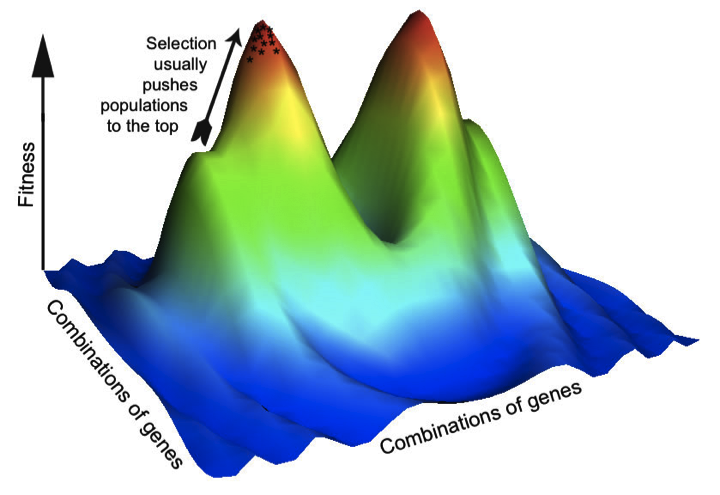 Selection
usually
pushes
populations
to the top
Fitness
Combinations of genes
Combinations of genes